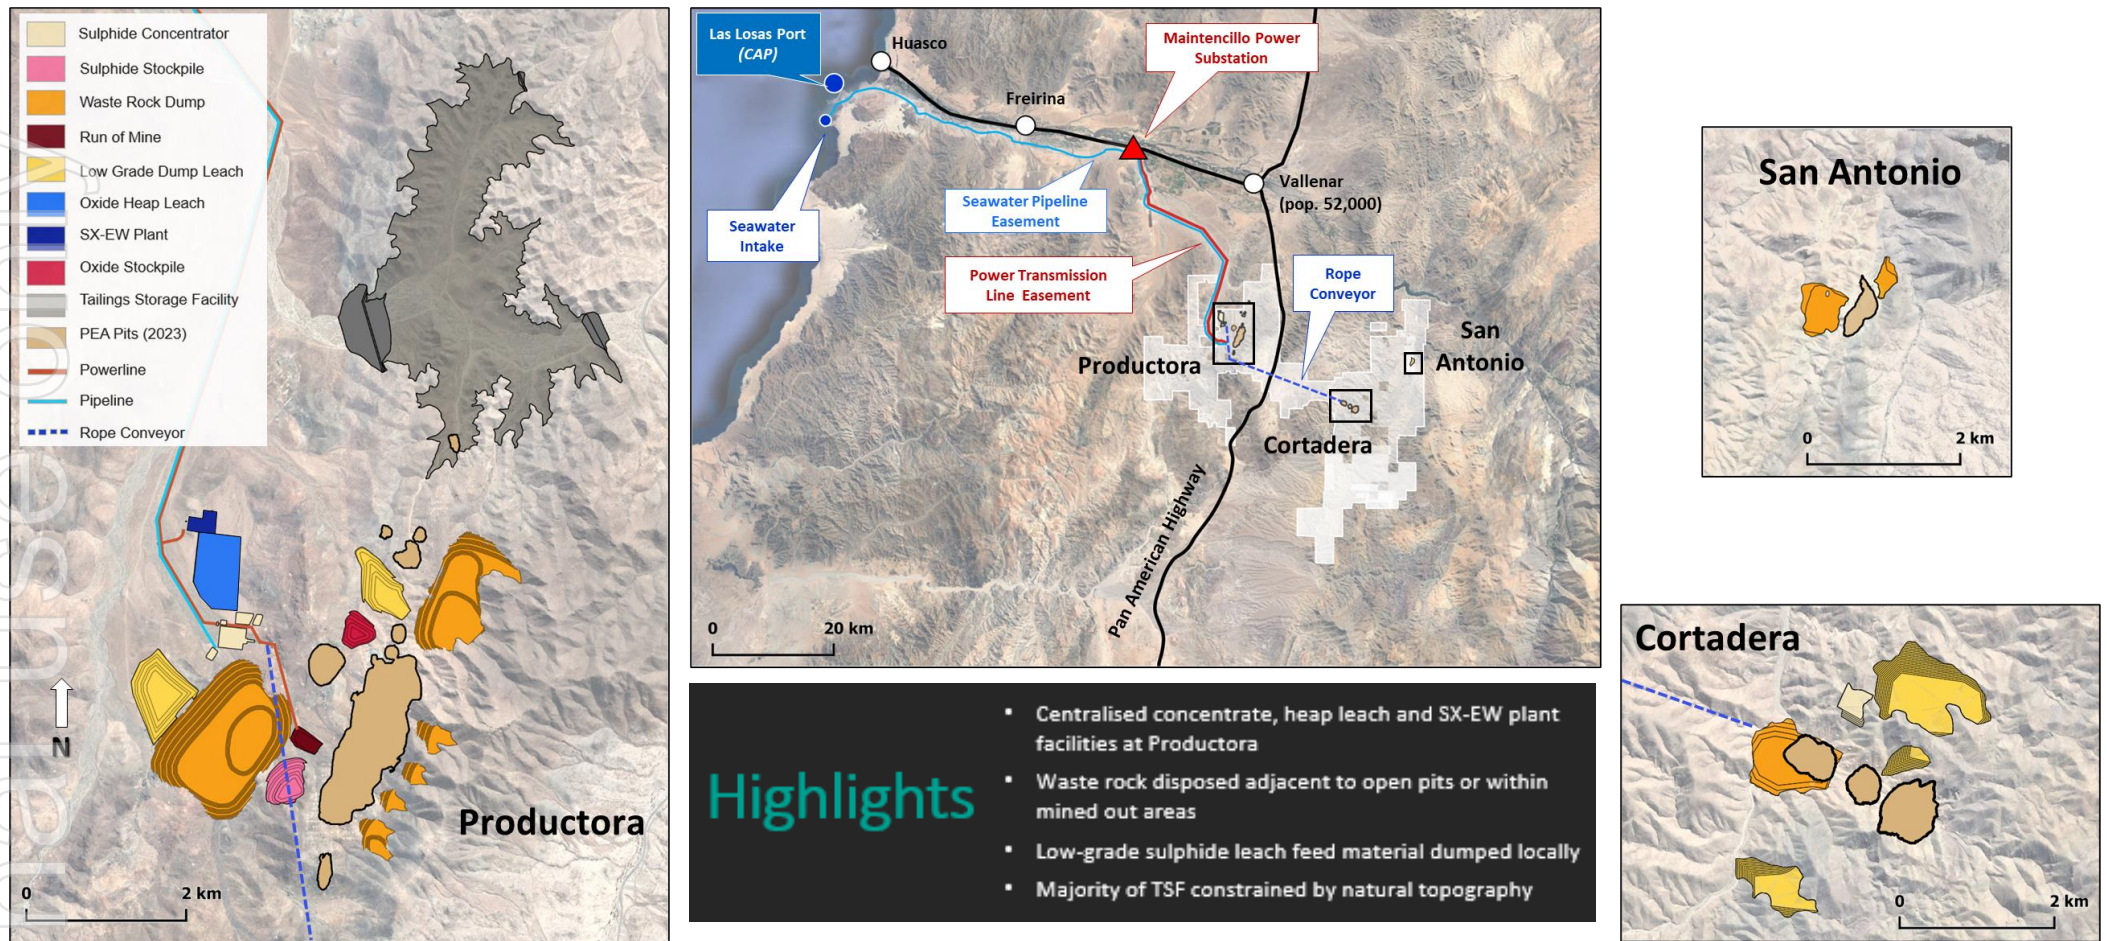 Sulphide Concentrator
Sulphide Stockpile
Waste Rock Dump
Run of Mine
Low Grade Dump Leach
Oxide Heap Leach
SX-EW Plant
Oxide Stockpile
Tailings Storage Facility
PEA Pits (2023)
Powerline
Pipeline
Rope Conveyor
N
Productora
0 2 km
Las Losas Port
(CAP)
Huasco
Maintencillo Power
Substation
Freirina
Seawater
Intake
Seawater Pipeline
Easement
Vallenar
(pop. 52,000)
Power Transmission
Line Easement
Rope
Conveyor
Productora
San
Antonio
Cortadera
Pan American Highway
0 20 km
Highlights
▪ Centralised concentrate, heap leach and SX-EW plant
facilities at Productora
▪ Waste rock disposed adjacent to open pits or within
mined out areas
▪ Low-grade sulphide leach feed material dumped locally
▪ Majority of TSF constrained by natural topography
San Antonio
0 2 km
Cortadera
0 2 km
use only